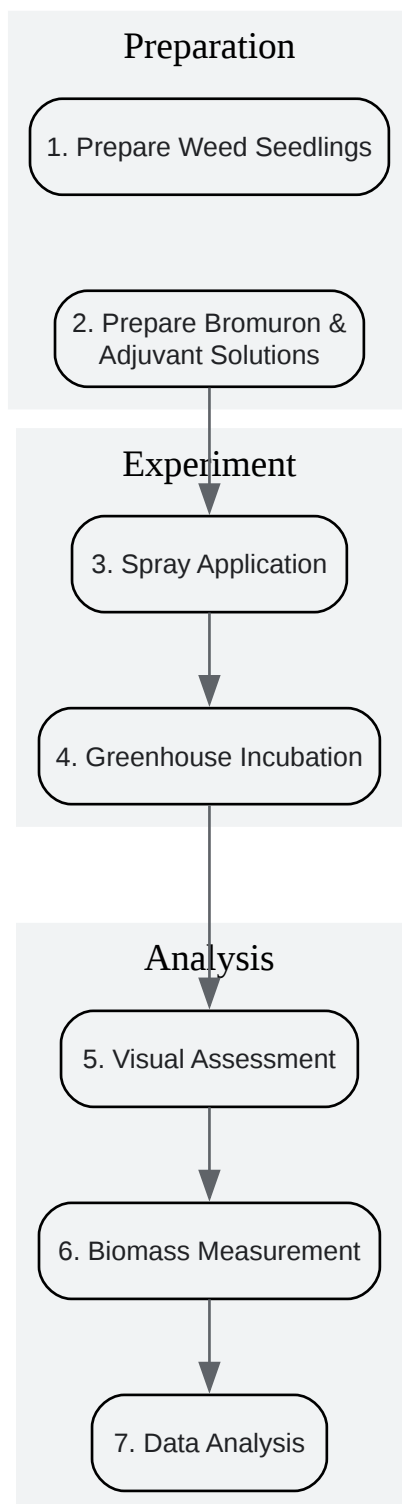 Preparation
1. Prepare Weed Seedlings
2. Prepare Bromuron &
Adjuvant Solutions
Experiment
3. Spray Application
4. Greenhouse Incubation
Analysis
5. Visual Assessment
6. Biomass Measurement
7. Data Analysis